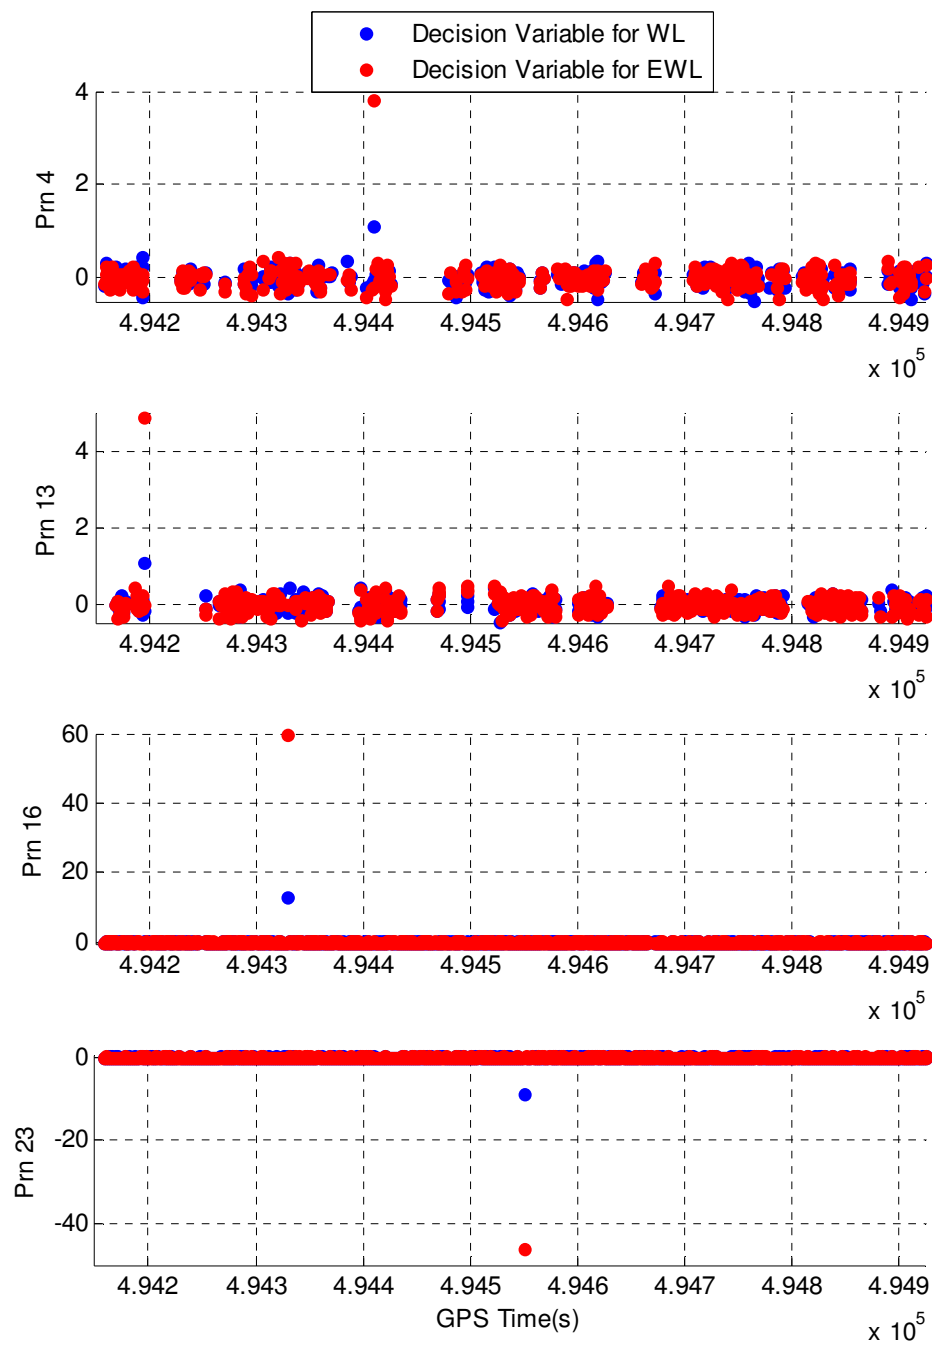 Decision Variable for WL
Decision Variable for EWL
4
2
0
Prn 4
4.942 4.943 4.944 4.945 4.946 4.947 4.948 4.949
x 10^5
4
2
0
Prn 13
4.942 4.943 4.944 4.945 4.946 4.947 4.948 4.949
x 10^5
60
40
20
0
Prn 16
4.942 4.943 4.944 4.945 4.946 4.947 4.948 4.949
x 10^5
0
-20
-40
Prn 23
4.942 4.943 4.944 4.945 4.946 4.947 4.948 4.949
GPS Time(s)
x 10^5